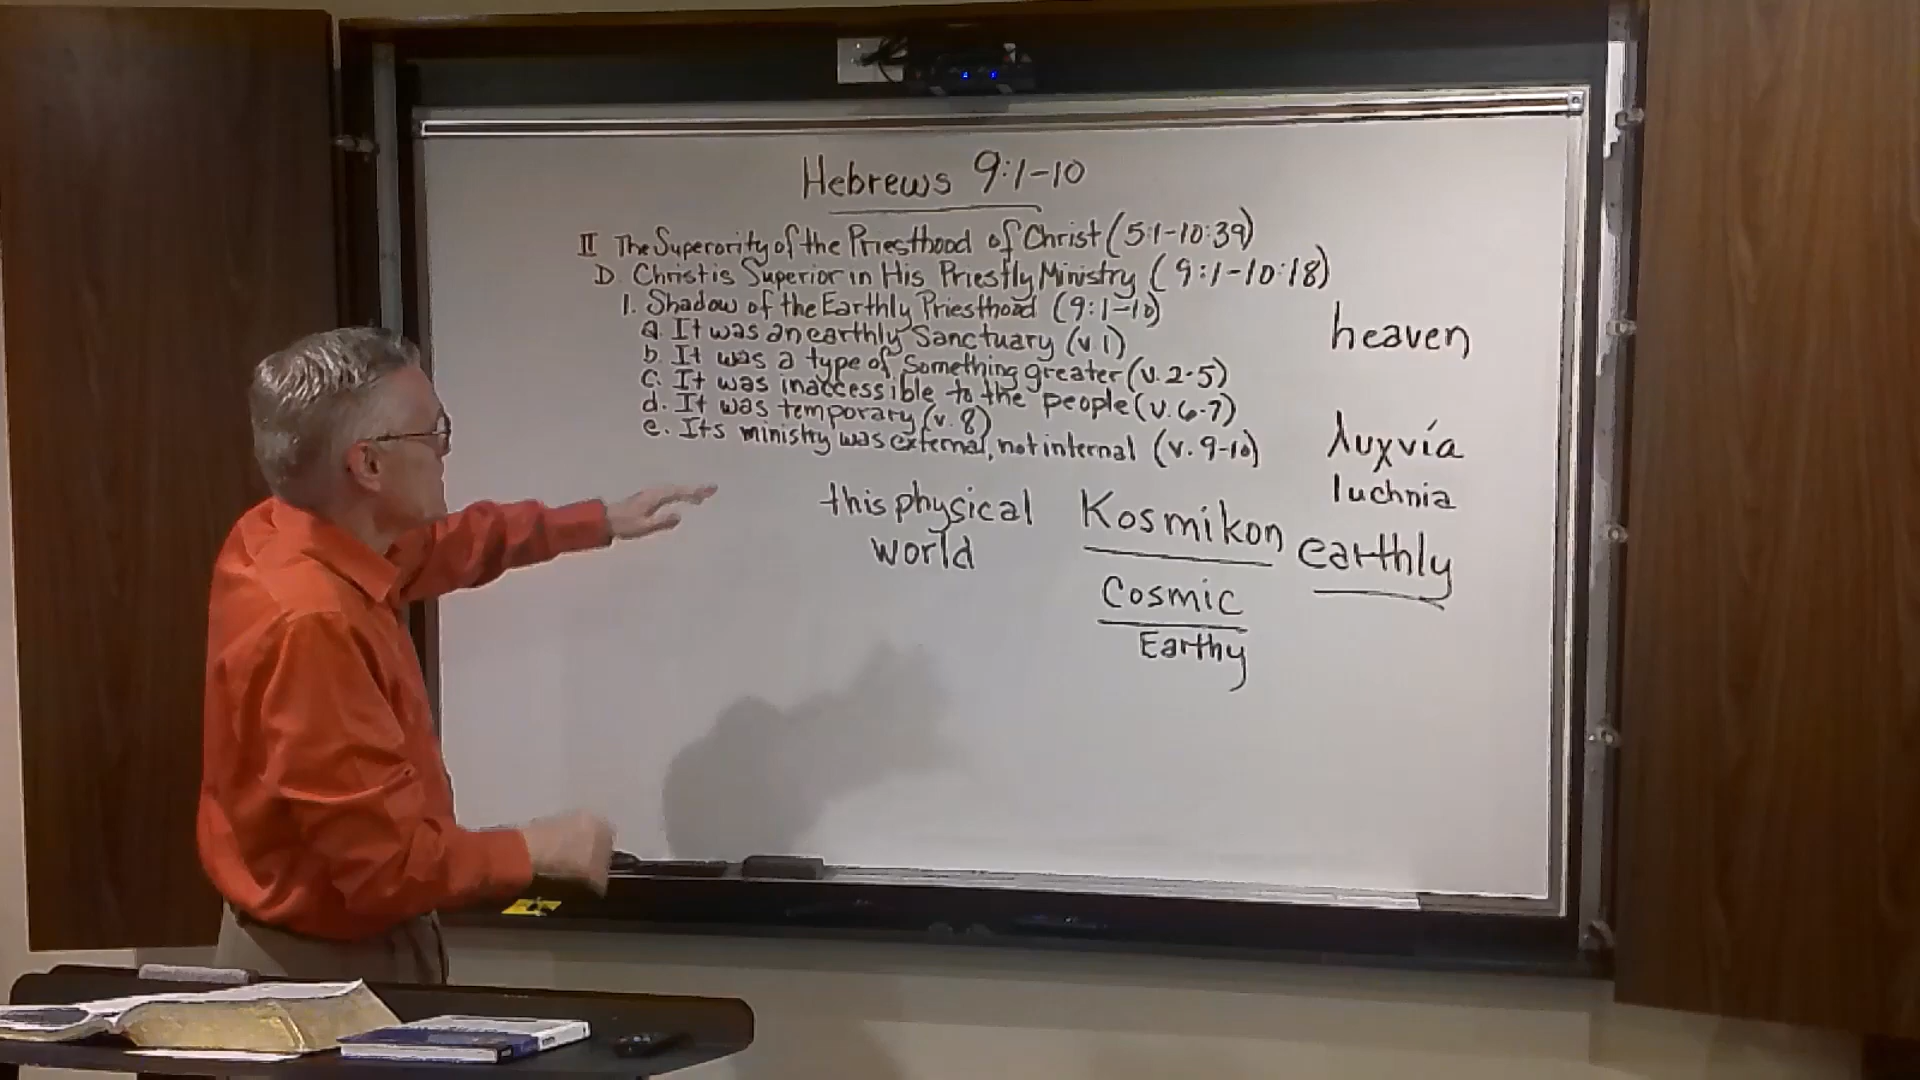 Hebrews 9:1-10
II The Superority of the Priesthood of Christ (5:1-10:39)
D. Christ is Superior in His Priestly Ministry (9:1-10:18)
1. Shadow of the Earthly Priesthood (9:1-10)
a. It was an earthly Sanctuary (v. 1)
b. It was a type of Something greater (v. 2-5)
c. It was inaccessible to the people (v. 6-7)
d. It was temporary (v. 8)
e. Its ministry was external, not internal (v. 9-10)
heaven
λυχνία
luchnia
this physical
world
Kosmikon
earthly
Cosmic
Earthy